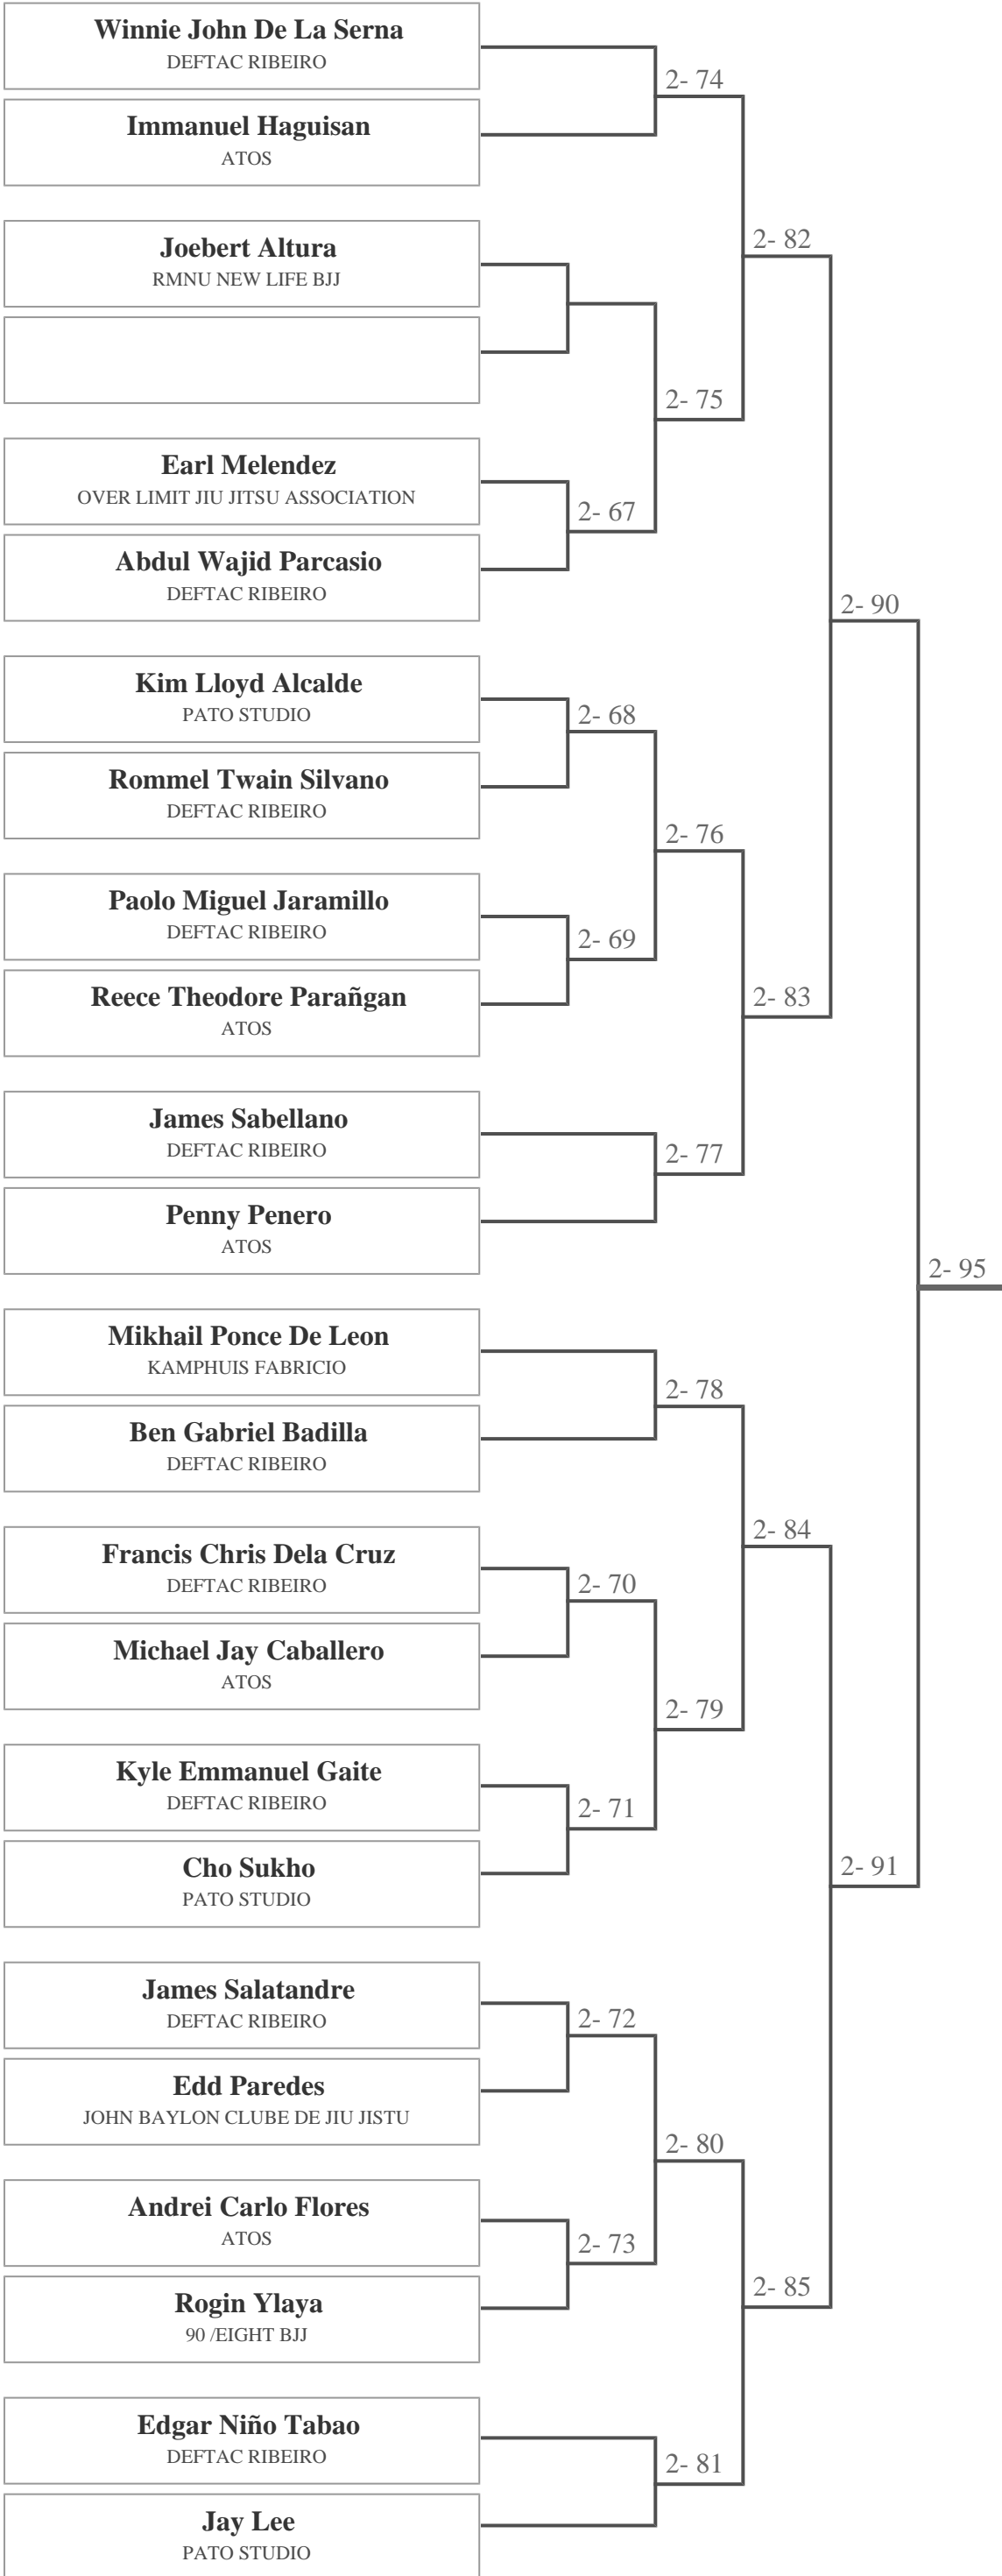 Winnie John De La Serna
DEFTAC RIBEIRO
2- 74
Immanuel Haguisan
ATOS
2- 82
Joebert Altura
RMNU NEW LIFE BJJ
2- 75
Earl Melendez
OVER LIMIT JIU JITSU ASSOCIATION
2- 67
Abdul Wajid Parcasio
DEFTAC RIBEIRO
2- 90
Kim Lloyd Alcalde
PATO STUDIO
2- 68
Rommel Twain Silvano
DEFTAC RIBEIRO
2- 76
Paolo Miguel Jaramillo
DEFTAC RIBEIRO
2- 69
Reece Theodore Parañgan
ATOS
2- 83
James Sabellano
DEFTAC RIBEIRO
2- 77
Penny Penero
ATOS
2- 95
Mikhail Ponce De Leon
KAMPHUIS FABRICIO
2- 78
Ben Gabriel Badilla
DEFTAC RIBEIRO
2- 84
Francis Chris Dela Cruz
DEFTAC RIBEIRO
2- 70
Michael Jay Caballero
ATOS
2- 79
Kyle Emmanuel Gaite
DEFTAC RIBEIRO
2- 71
Cho Sukho
PATO STUDIO
2- 91
James Salatandre
DEFTAC RIBEIRO
2- 72
Edd Paredes
JOHN BAYLON CLUBE DE JIU JISTU
2- 80
Andrei Carlo Flores
ATOS
2- 73
Rogin Ylaya
90 /EIGHT BJJ
2- 85
Edgar Niño Tabao
DEFTAC RIBEIRO
2- 81
Jay Lee
PATO STUDIO